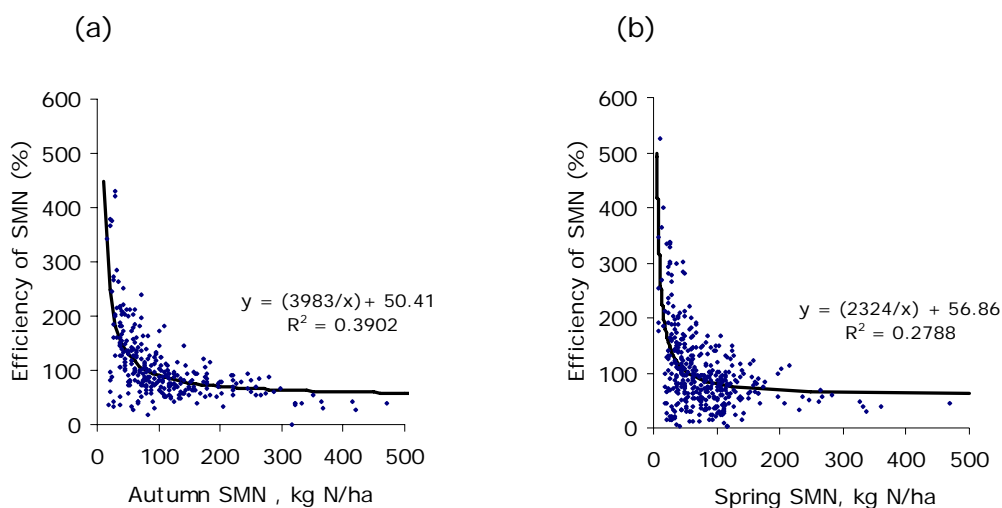 (a)
(b)
Efficiency of SMN (%)
600
500
400
300
200
100
0
y = (3983/x) + 50.41
R² = 0.3902
0 100 200 300 400 500
Autumn SMN , kg N/ha
Efficiency of SMN (%)
600
500
400
300
200
100
0
y = (2324/x) + 56.86
R² = 0.2788
0 100 200 300 400 500
Spring SMN, kg N/ha